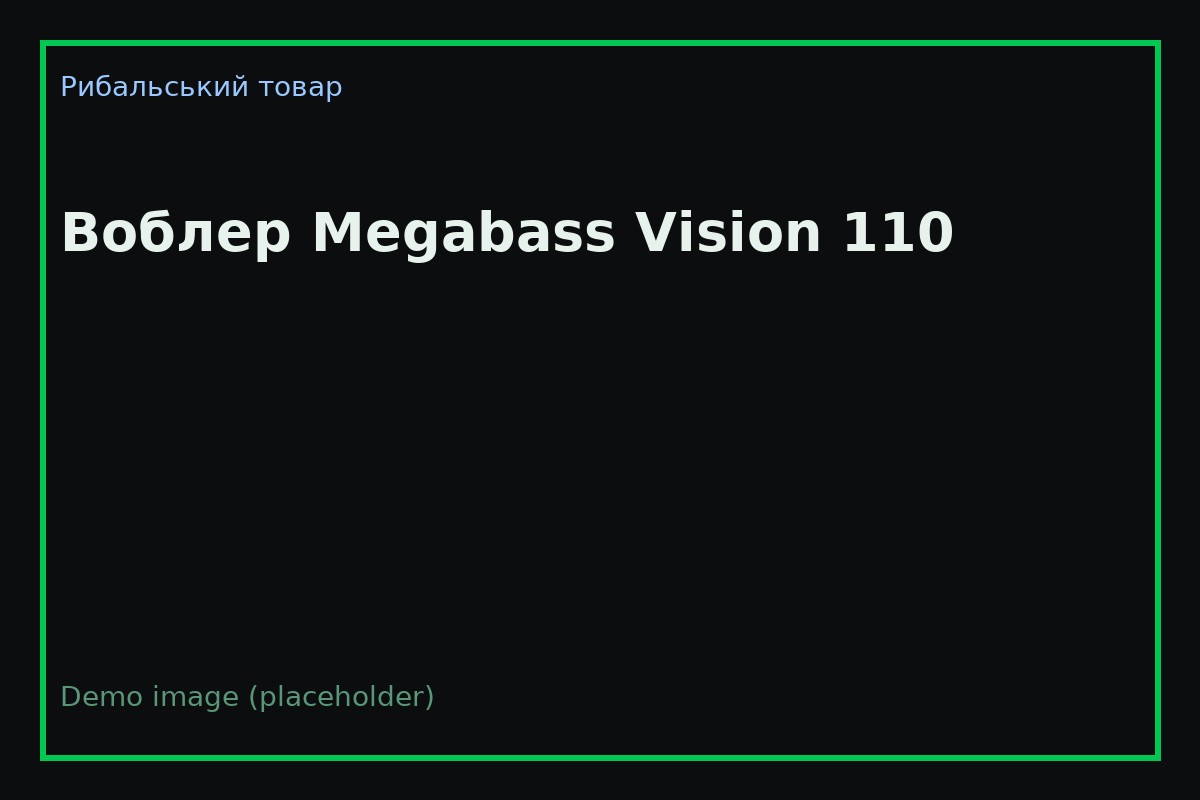 Рибальський товар
Воблер Megabass Vision 110
Demo image (placeholder)